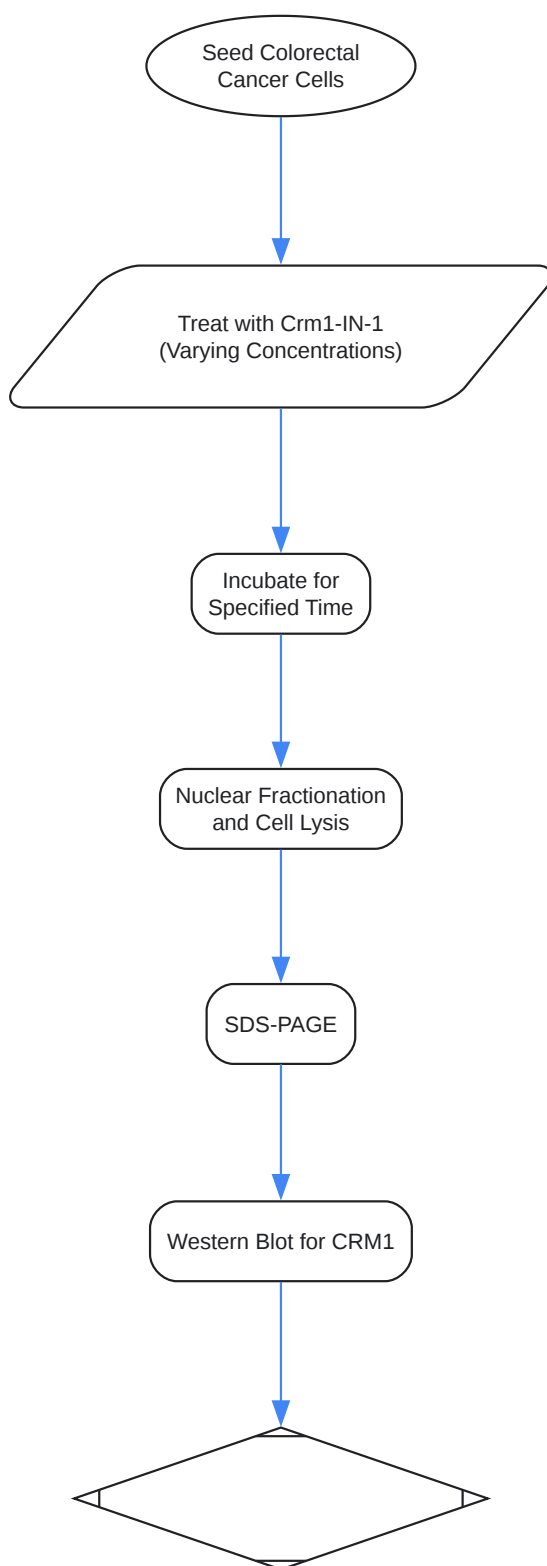 Seed Colorectal
Cancer Cells
Treat with Crm1-IN-1
(Varying Concentrations)
Incubate for
Specified Time
Nuclear Fractionation
and Cell Lysis
SDS-PAGE
Western Blot for CRM1